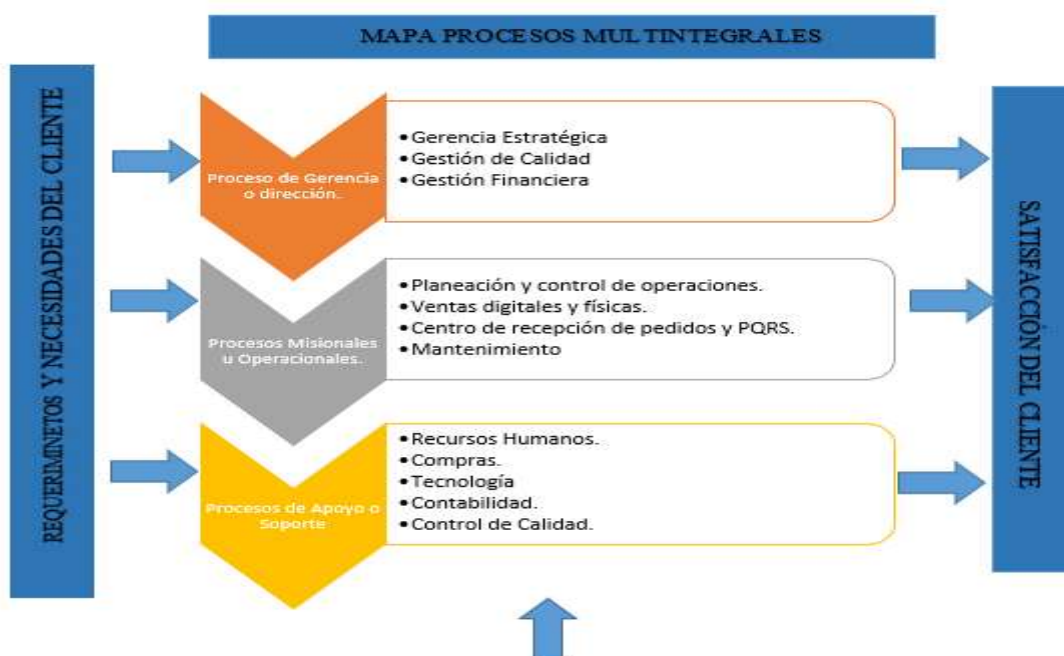 MAPA PROCESOS MULTINTEGRALES
REQUERIMINETOS Y NECESIDADES DEL CLIENTE
Proceso de Gerencia
o dirección.
•Gerencia Estratégica
•Gestión de Calidad
•Gestión Financiera
Procesos Misionales
u Operacionales.
•Planeación y control de operaciones.
•Ventas digitales y físicas.
•Centro de recepción de pedidos y PQRS.
•Mantenimiento
Procesos de Apoyo o
Soporte
•Recursos Humanos.
•Compras.
•Tecnología
•Contabilidad.
•Control de Calidad.
SATISFACCIÓN DEL CLIENTE